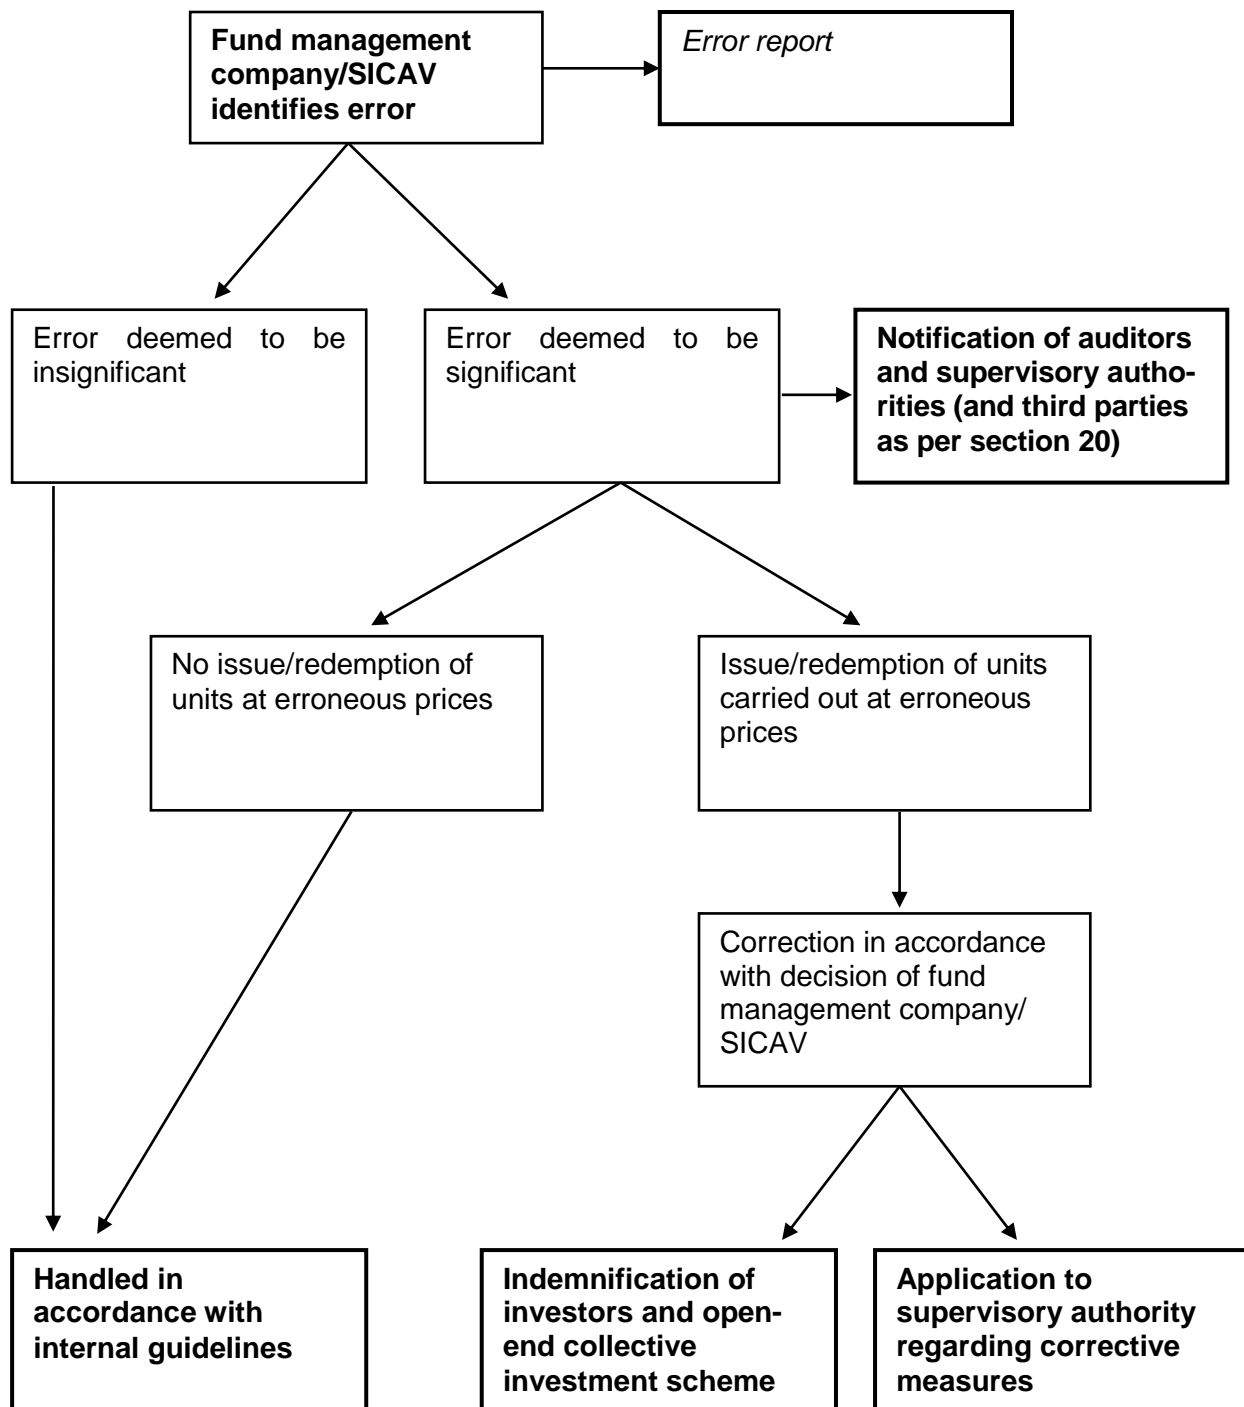 Fund management
company/SICAV
identifies error
Error report
Error deemed to be
insignificant
Error deemed to be
significant
Notification of auditors
and supervisory autho-
rities (and third parties
as per section 20)
No issue/redemption of
units at erroneous prices
Issue/redemption of units
carried out at erroneous
prices
Correction in accordance
with decision of fund
management company/
SICAV
Handled in
accordance with
internal guidelines
Indemnification of
investors and open-
end collective
investment scheme
Application to
supervisory authority
regarding corrective
measures